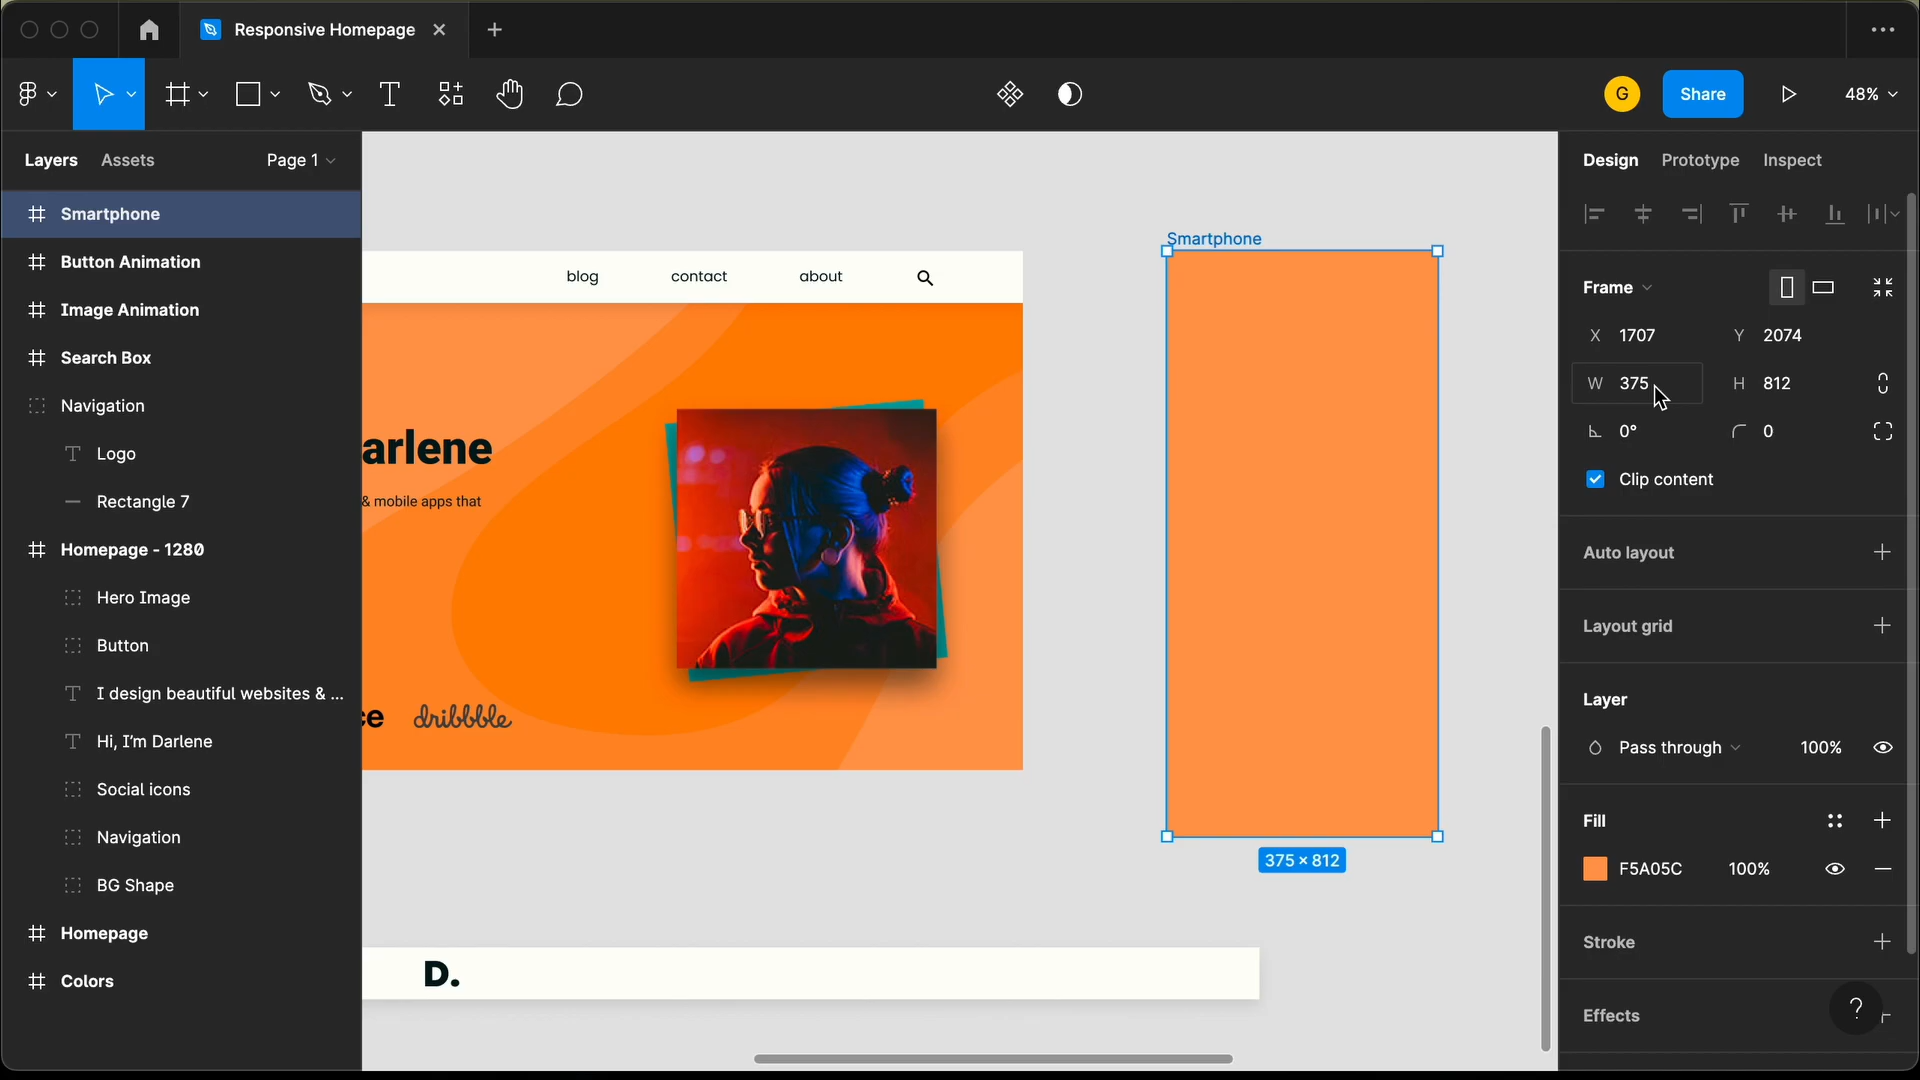 Responsive Homepage
G
Share
48%
Layers
Assets
Page 1
Smartphone
Button Animation
Image Animation
Search Box
Navigation
Logo
Rectangle 7
Homepage - 1280
Hero Image
Button
I design beautiful websites & ...
Hi, I'm Darlene
Social icons
Navigation
BG Shape
Homepage
Colors
blog
contact
about
arlene
& mobile apps that
ce
dribbble
D.
Smartphone
375 × 812
Design
Prototype
Inspect
Frame
X 1707
Y 2074
W 375
H 812
0°
0
Clip content
Auto layout
Layout grid
Layer
Pass through
100%
Fill
F5A05C
100%
Stroke
Effects
?